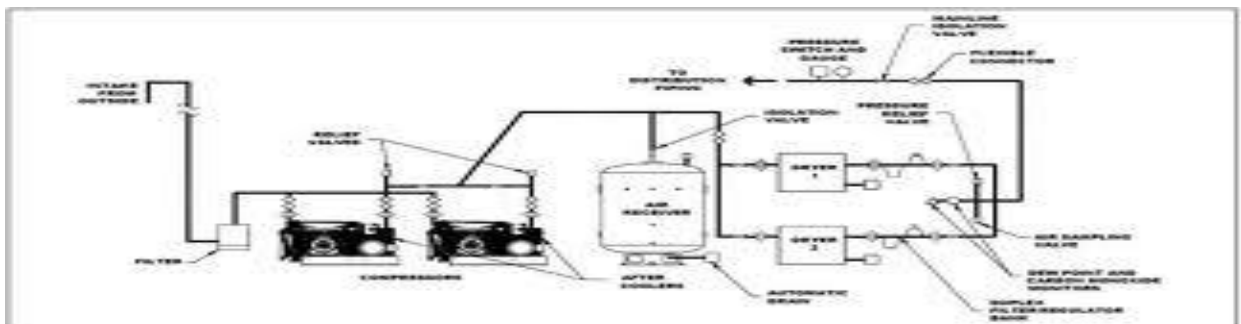 MAINLINE
ISOLATION
VALVE
PRESSURE
SWITCH AND
GAUGE
FLEXIBLE
CONNECTOR
INTAKE
FROM
OUTSIDE
TO
DISTRIBUTION
PIPING
PRESSURE
RELIEF
VALVE
ISOLATION
VALVE
RELIEF
VALVES
DRYER
1
AIR
RECEIVER
DRYER
2
AIR SAMPLING
VALVE
FILTER
COMPRESSORS
AFTER
COOLERS
AUTOMATIC
DRAIN
DEW POINT AND
CARBON MONOXIDE
MONITORS
DUPLEX
FILTER/REGULATOR
BANK